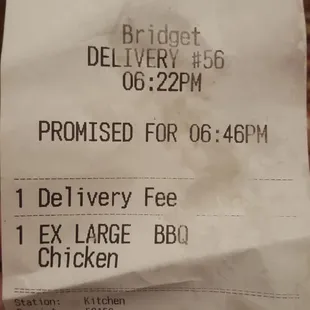 Bridget
DELIVERY #56
06:22PM
PROMISED FOR 06:46PM
1 Delivery Fee
1 EX LARGE BBQ
Chicken
Station: Kitchen